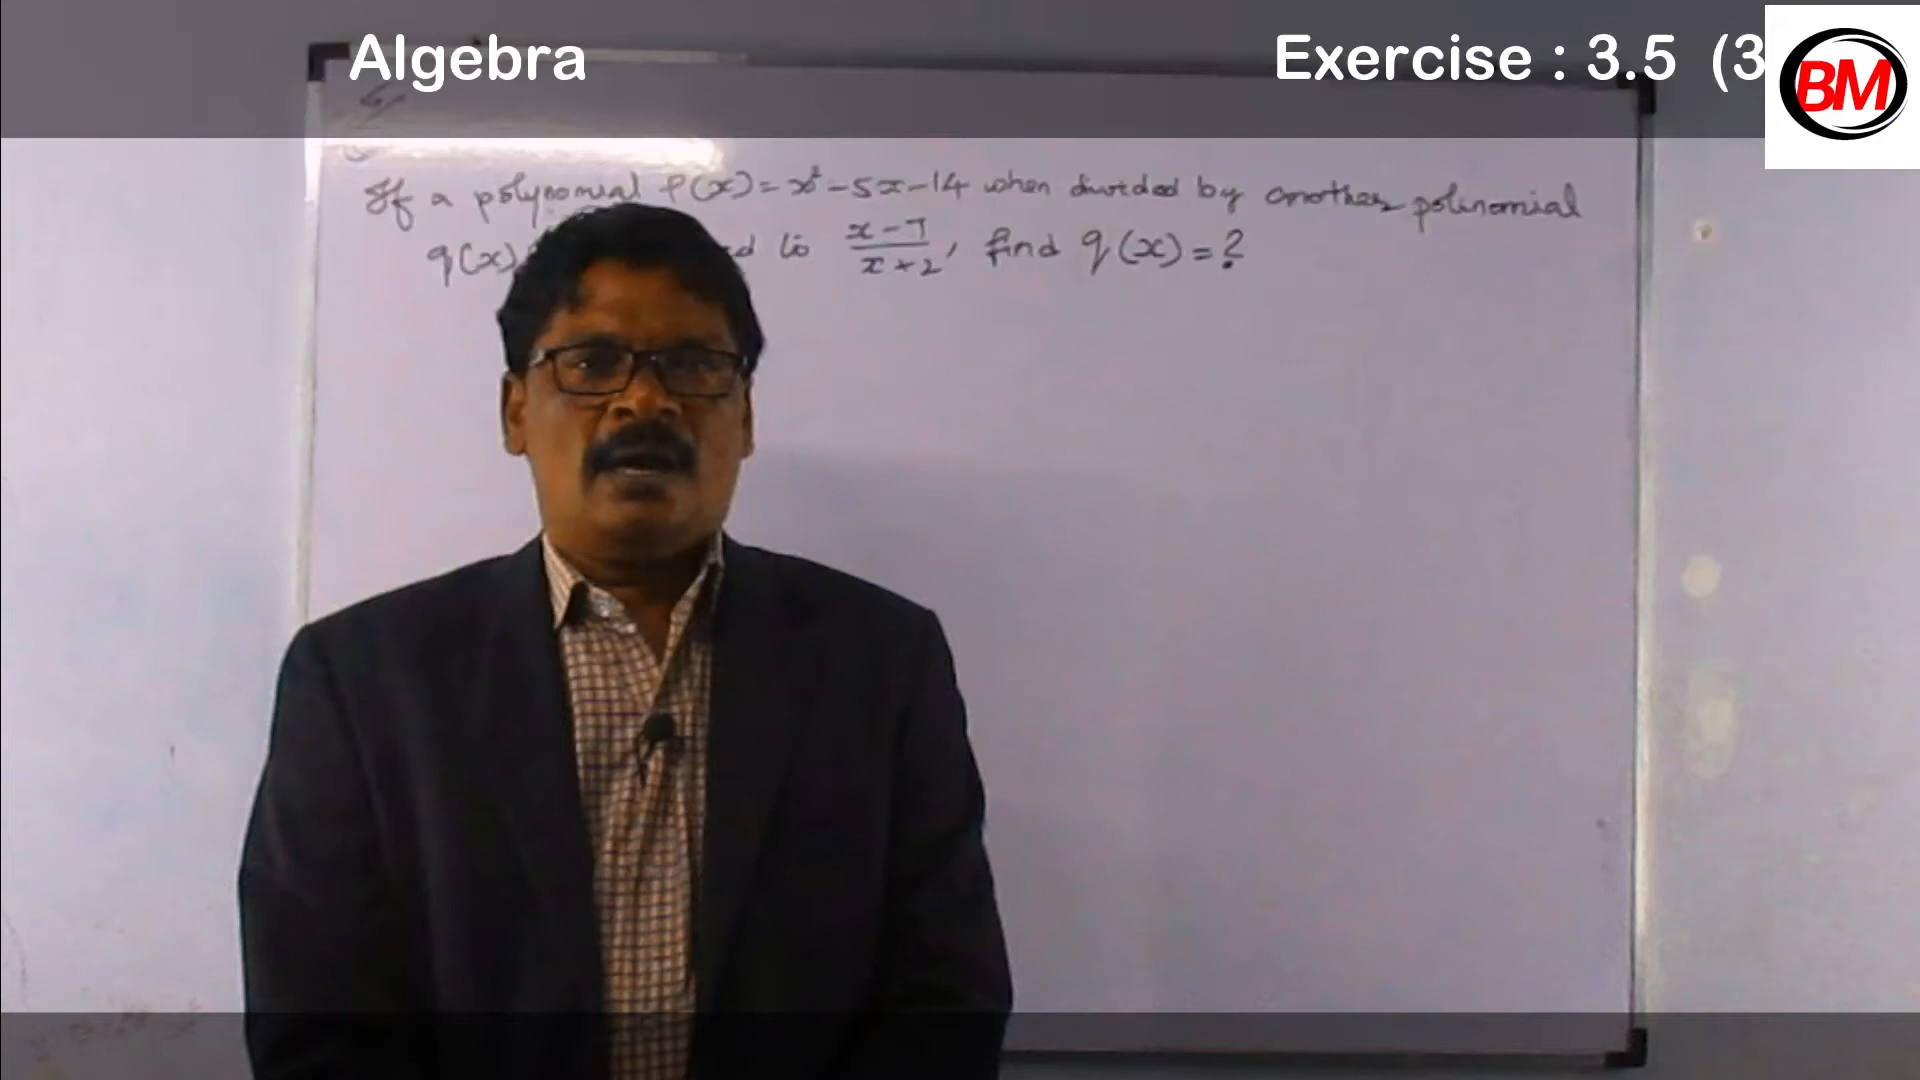 Algebra
Exercise : 3.5 (3
BM
If a polynomial P(x) = x² - 5x - 14 when divided by another polinomial
q(x) to x - 7 / x + 2, find q(x) = ?